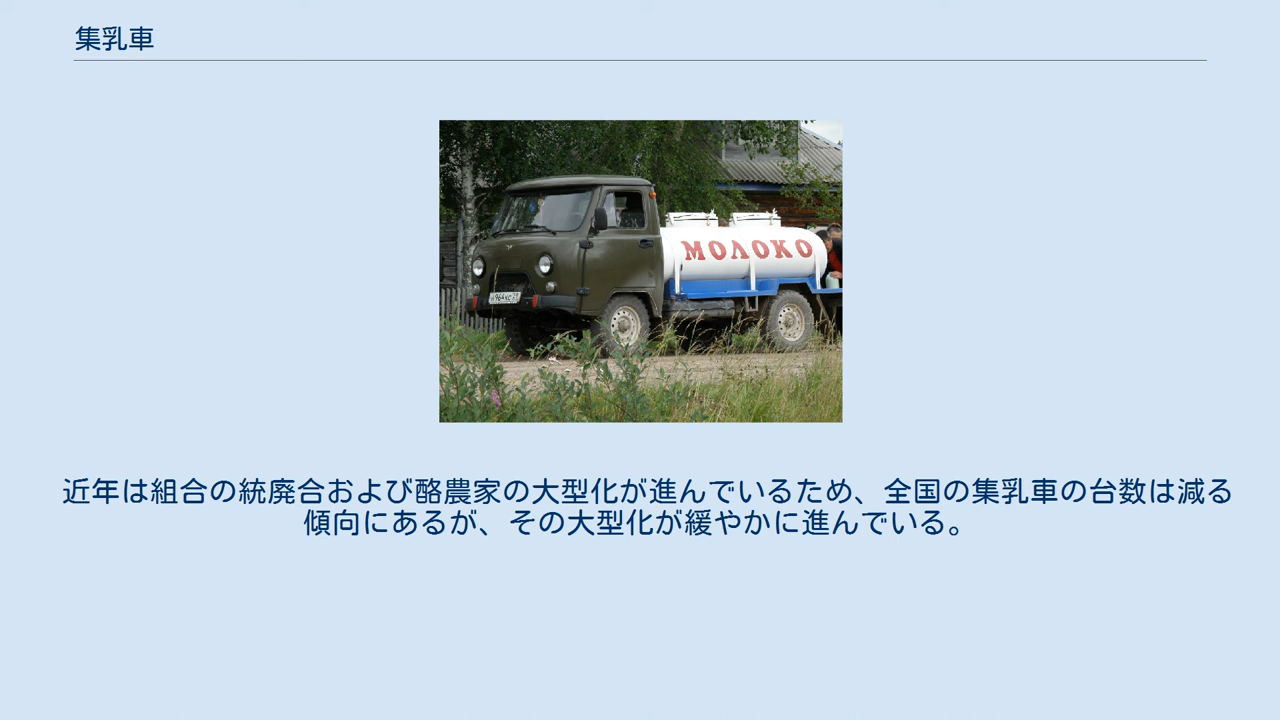 集乳車
МОЛОКО
近年は組合の統廃合および酪農家の大型化が進んでいるため、全国の集乳車の台数は減る
傾向にあるが、その大型化が緩やかに進んでいる。